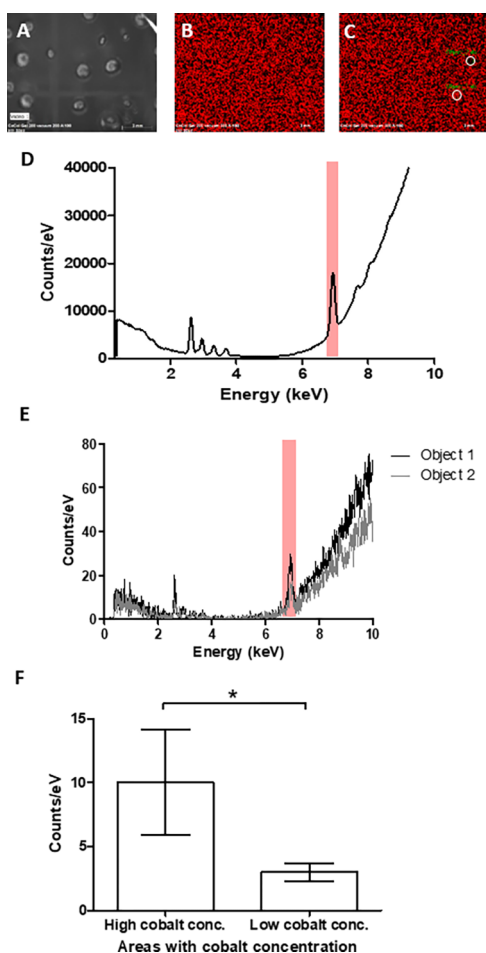 A
B
C
D
40000
30000
20000
10000
0
Counts/eV
2
4
6
8
10
Energy (keV)
E
80
60
40
20
0
Counts/eV
Object 1
Object 2
0
2
4
6
8
10
Energy (keV)
F
*
15
10
5
0
Counts/eV
High cobalt conc.
Low cobalt conc.
Areas with cobalt concentration